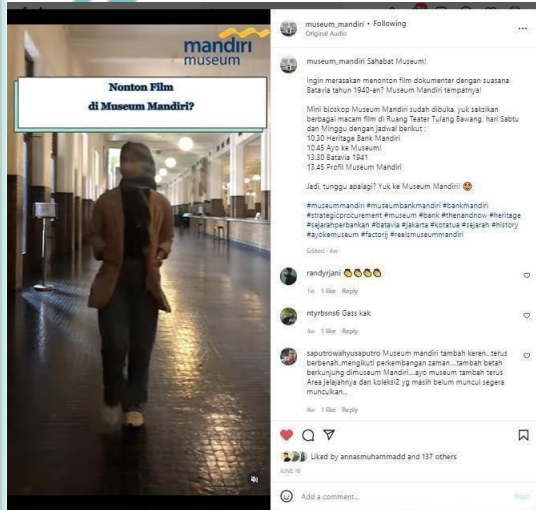 mandiri
museum
Nonton Film
di Museum Mandiri?
museum_mandiri • Following
Original Audio
museum_mandiri Sahabat Museum!
Ingin merasakan menonton film dokumenter dengan suasana
Batavia tahun 1940-an? Museum Mandiri tempatnya!
Mini bioskop Museum Mandiri sudah dibuka, yuk saksikan
berbagai macam film di Ruang Teater Tulang Bawang, hari Sabtu
dan Minggu dengan jadwal berikut :
10.30 Heritage Bank Mandiri
10.45 Ayo ke Museum!
13.30 Batavia 1941
13.45 Profil Museum Mandiri
Jadi, tunggu apalagi? Yuk ke Museum Mandiri! 😍
#museummandiri #museumbankmandiri #bankmandiri
#strategicprocurement #museum #bank #thenandnow #heritage
#sejarahperbankan #batavia #jakarta #kotatua #sejarah #history
#ayokemuseum #factorij #reelsmuseummandiri
Edited · 4w
randyrjani 👏👏👏👏
1w 1 like Reply
ntyrbsns6 Gass kak
4w 1 like Reply
saputrowahyusaputro Museum mandiri tambah keren...terus
berbenah..mengikuti perkembangan zaman....tambah betah
berkunjung dimuseum Mandiri....ayo museum tambah terus
Area jelajahnya dan koleksi2 yg masih belum muncul segera
munculkan...
4w 1 like Reply
Liked by annasmuhammadd and 137 others
JUNE 18
Add a comment...
Post